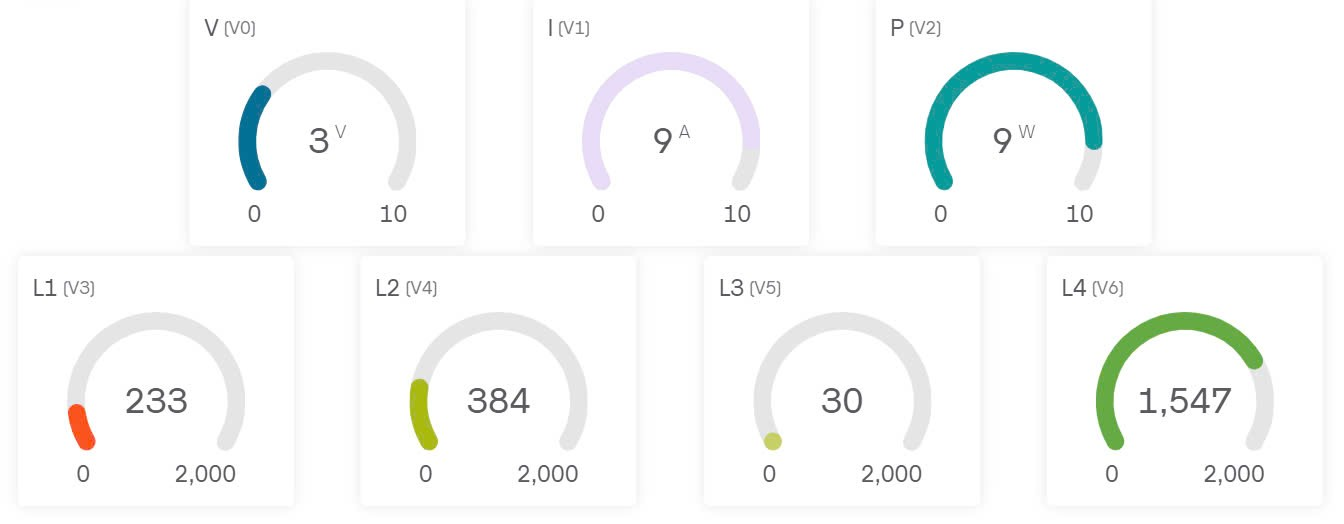 V (V0)
3 V
0 10
I (V1)
9 A
0 10
P (V2)
9 W
0 10
L1 (V3)
233
0 2,000
L2 (V4)
384
0 2,000
L3 (V5)
30
0 2,000
L4 (V6)
1,547
0 2,000